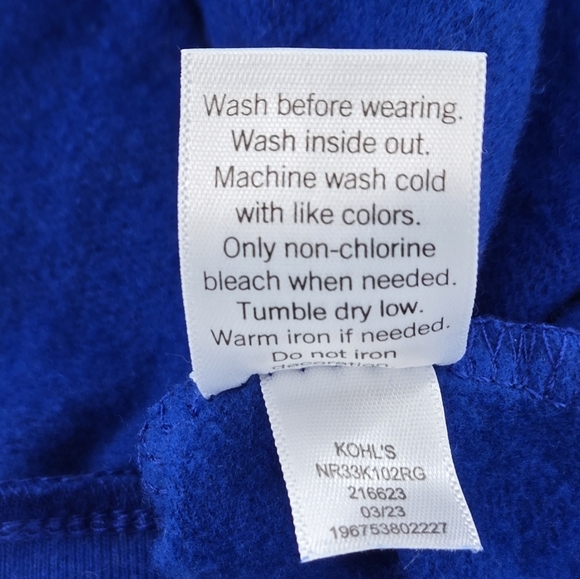 Wash before wearing.
Wash inside out.
Machine wash cold
with like colors.
Only non-chlorine
bleach when needed.
Tumble dry low.
Warm iron if needed.
Do not iron
decoration.
KOHL'S
NR33K102RG
216623
03/23
196753802227